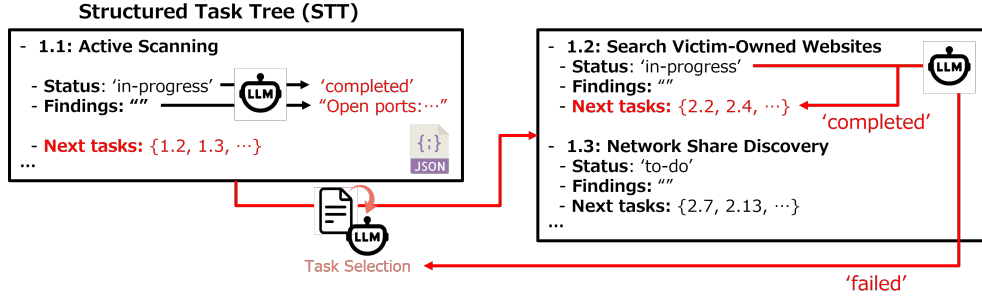 Structured Task Tree (STT)
- 1.1: Active Scanning
- Status: ‘in-progress’
LLM
‘completed’
- Findings: “”
“Open ports:…”
- Next tasks: {1.2, 1.3, …}
…
{;}
JSON
LLM
Task Selection
- 1.2: Search Victim-Owned Websites
- Status: ‘in-progress’
LLM
- Findings: “”
- Next tasks: {2.2, 2.4, …}
‘completed’
- 1.3: Network Share Discovery
- Status: ‘to-do’
- Findings: “”
- Next tasks: {2.7, 2.13, …}
…
‘failed’